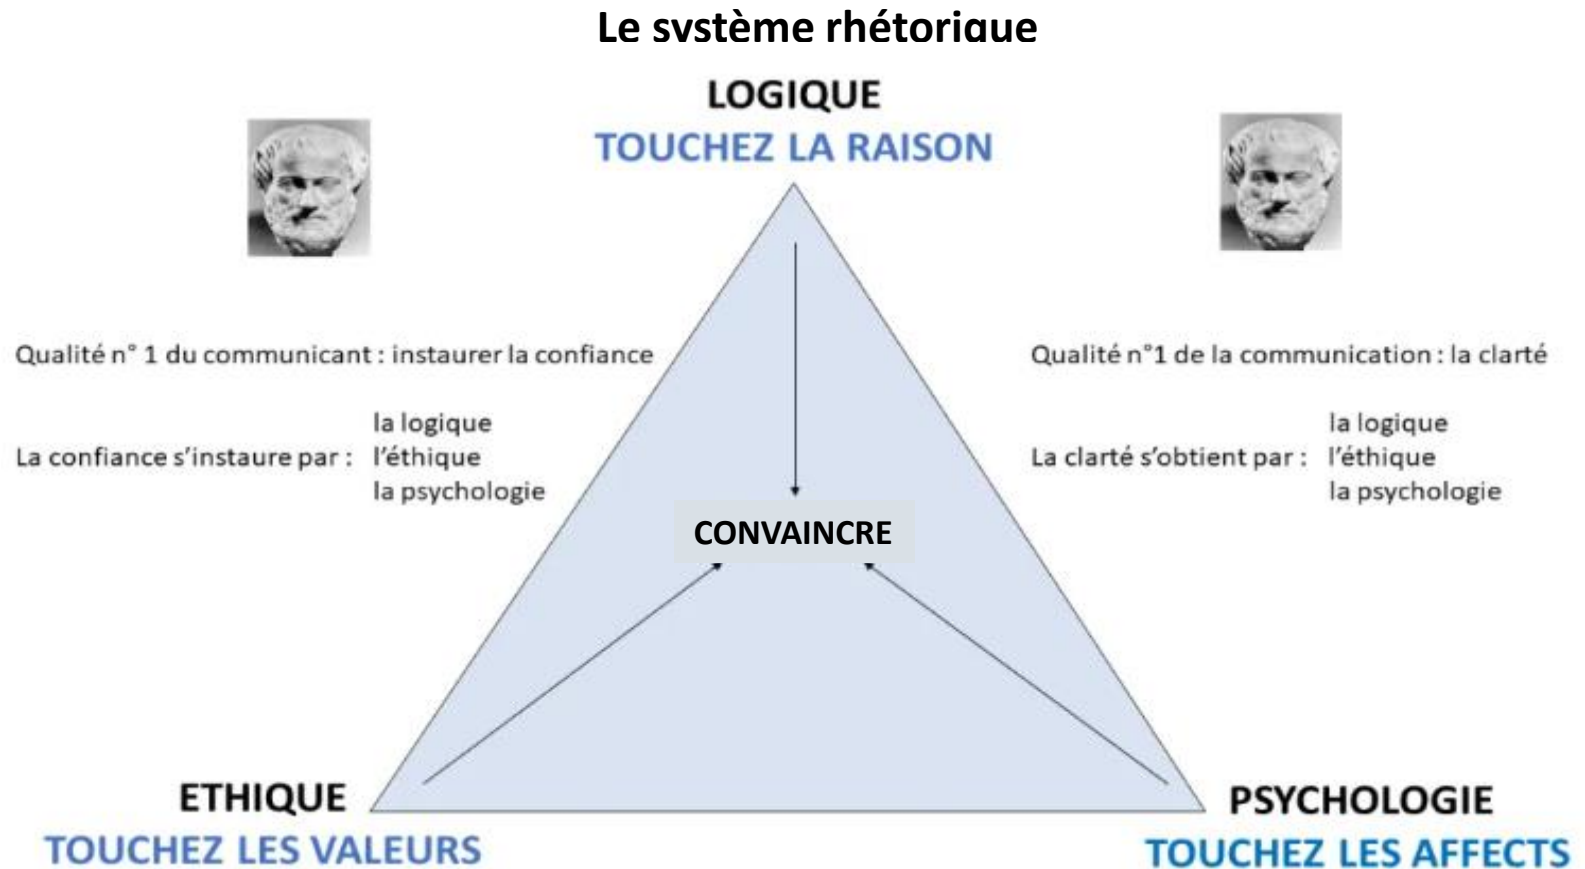 Le système rhétorique
LOGIQUE
TOUCHEZ LA RAISON
Qualité n° 1 du communicant : instaurer la confiance
la logique
La confiance s'instaure par : l'éthique
la psychologie
Qualité n°1 de la communication : la clarté
la logique
La clarté s'obtient par : l'éthique
la psychologie
CONVAINCRE
ETHIQUE
TOUCHEZ LES VALEURS
PSYCHOLOGIE
TOUCHEZ LES AFFECTS